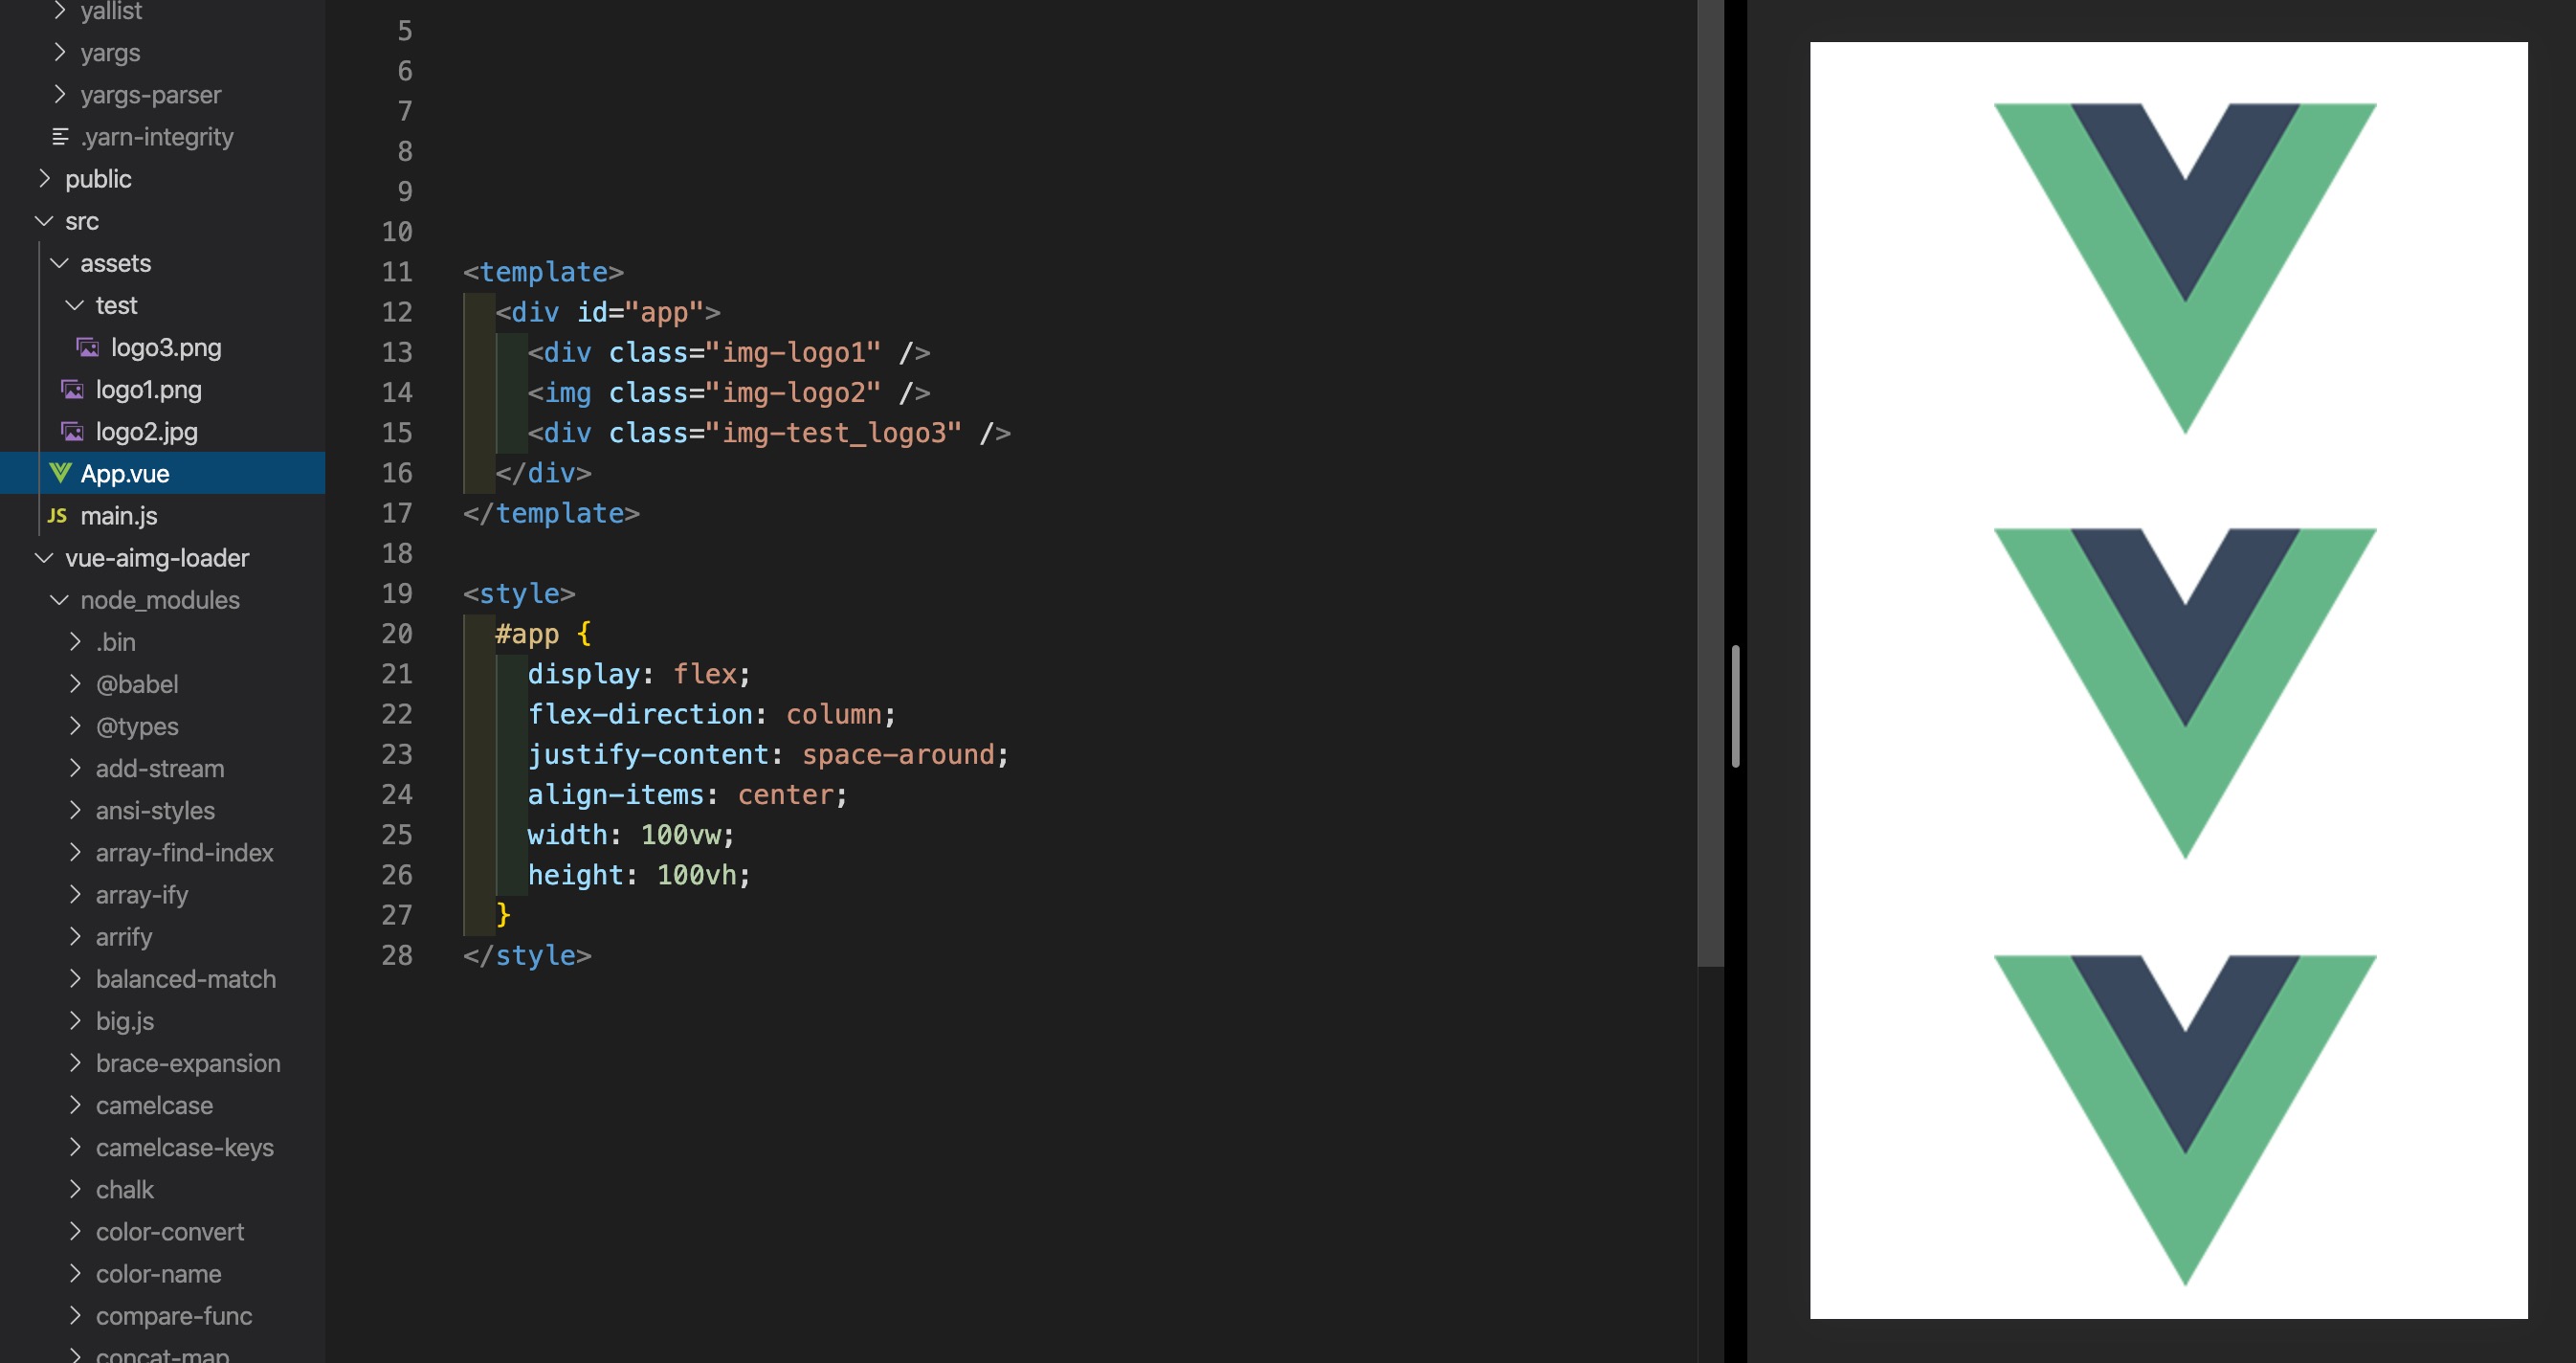 yallist
yargs
yargs-parser
.yarn-integrity
public
src
assets
test
logo3.png
logo1.png
logo2.jpg
App.vue
JS main.js
vue-aimg-loader
node_modules
.bin
@babel
@types
add-stream
ansi-styles
array-find-index
array-ify
arrify
balanced-match
big.js
brace-expansion
camelcase
camelcase-keys
chalk
color-convert
color-name
compare-func
concat-map
5
6
7
8
9
10
11 <template>
12 <div id="app">
13 <div class="img-logo1" />
14 <img class="img-logo2" />
15 <div class="img-test_logo3" />
16 </div>
17 </template>
18
19 <style>
20 #app {
21 display: flex;
22 flex-direction: column;
23 justify-content: space-around;
24 align-items: center;
25 width: 100vw;
26 height: 100vh;
27 }
28 </style>